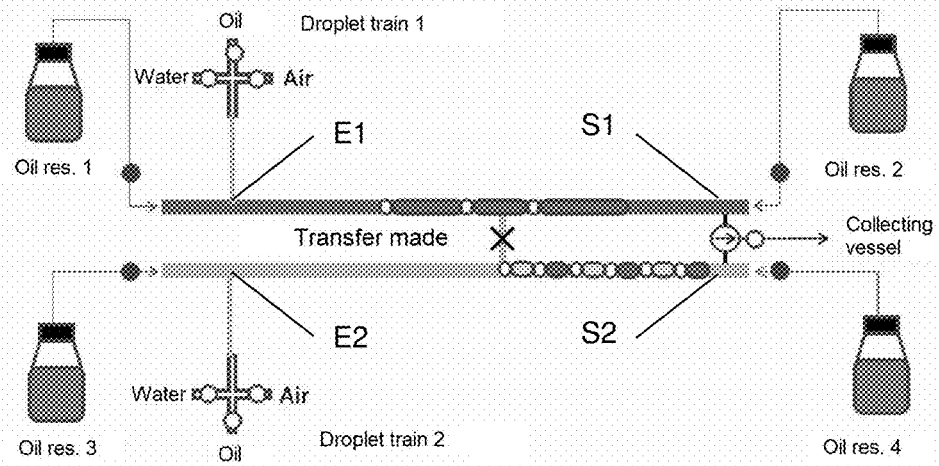 Oil
Droplet train 1
Water
Air
E1
S1
Oil res. 1
Oil res. 2
Transfer made
Collecting
vessel
E2
S2
Water
Air
Oil res. 3
Oil
Droplet train 2
Oil res. 4